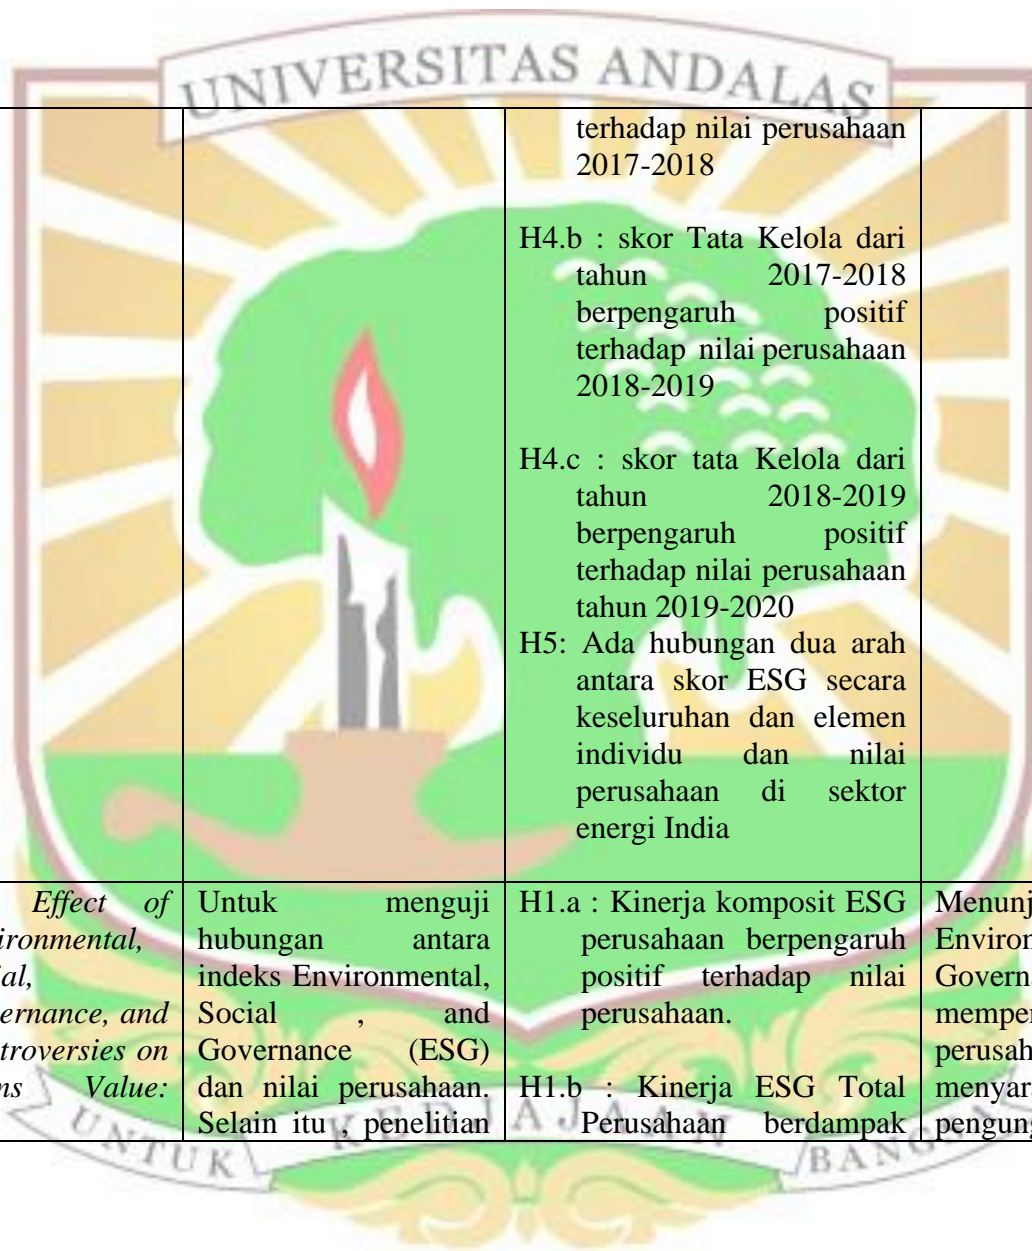 UNIVERSITAS ANDALAS
terhadap nilai perusahaan
2017-2018
H4.b : skor Tata Kelola dari
tahun 2017-2018
berpengaruh positif
terhadap nilai perusahaan
2018-2019
H4.c : skor tata Kelola dari
tahun 2018-2019
berpengaruh positif
terhadap nilai perusahaan
tahun 2019-2020
H5: Ada hubungan dua arah
antara skor ESG secara
keseluruhan dan elemen
individu dan nilai
perusahaan di sektor
energi India
Effect of
ironmental,
ial,
ernance, and
troversies on
ns Value:
Untuk menguji
hubungan antara
indeks Environmental,
Social , and
Governance (ESG)
dan nilai perusahaan.
Selain itu , penelitian
H1.a : Kinerja komposit ESG
perusahaan berpengaruh
positif terhadap nilai
perusahaan.
H1.b : Kinerja ESG Total
Perusahaan berdampak
Menunj
Environ
Governa
memper
perusah
menyara
pengung
UNTUK KEDJAJAAN BANGSA